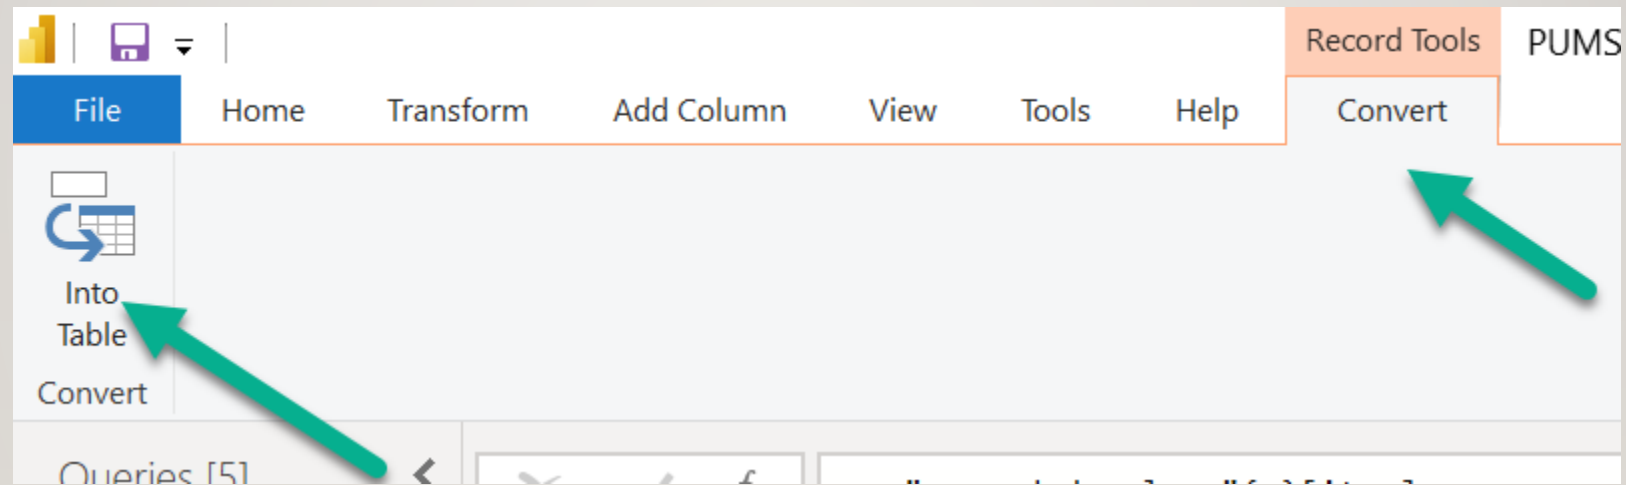 Record Tools PUMS
File Home Transform Add Column View Tools Help Convert
Into
Table
Convert
Queries [5]